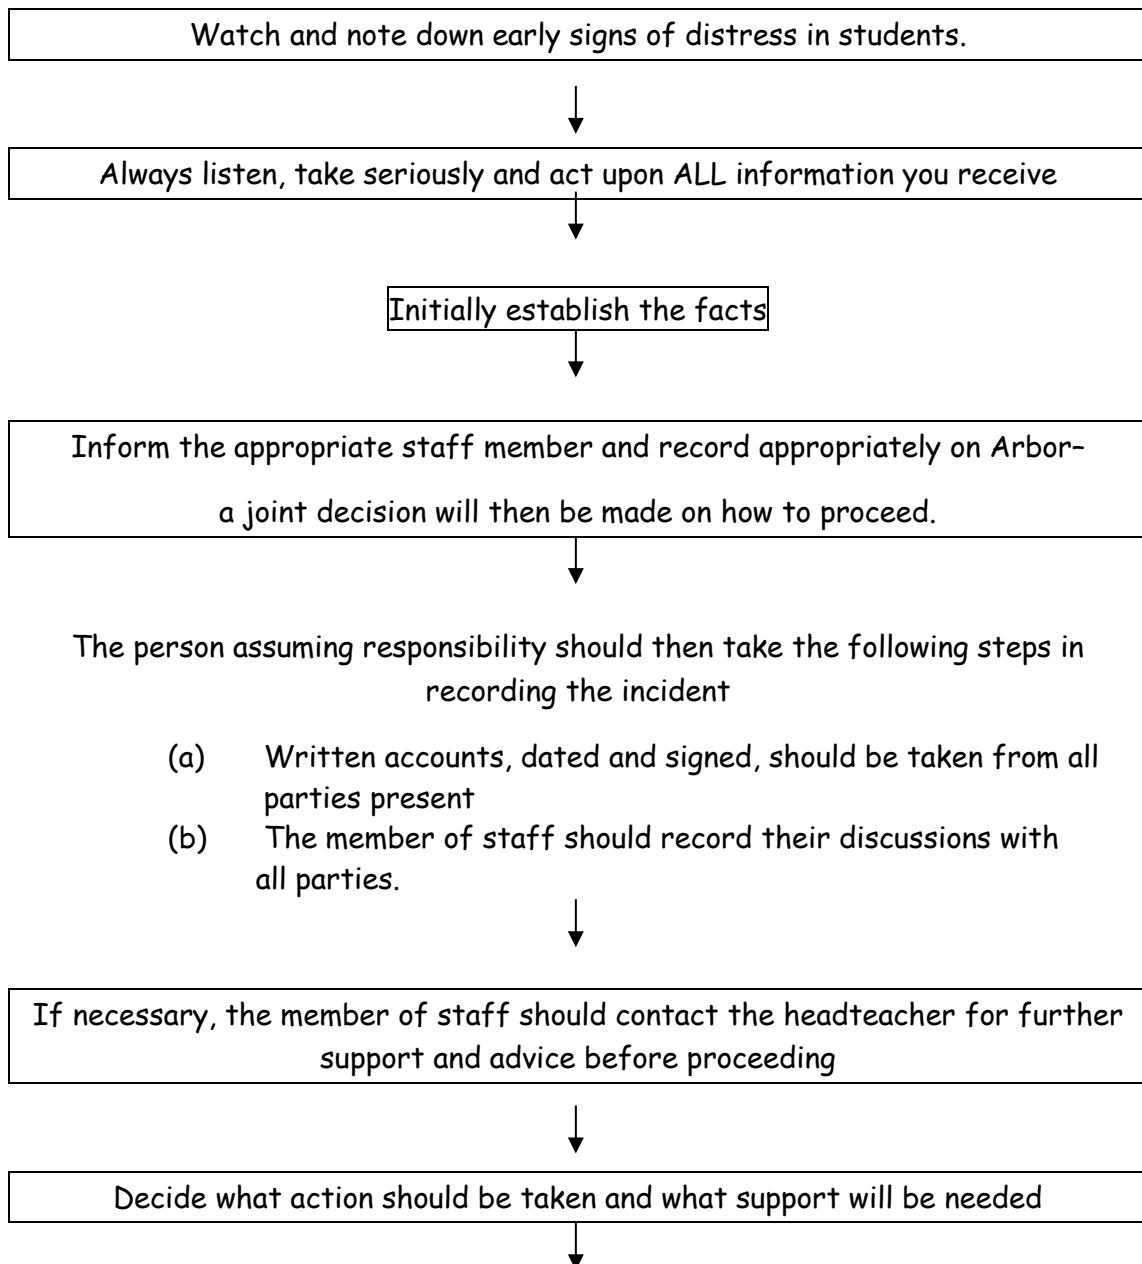 Watch and note down early signs of distress in students.
Always listen, take seriously and act upon ALL information you receive
Initially establish the facts
Inform the appropriate staff member and record appropriately on Arbor–
a joint decision will then be made on how to proceed.
The person assuming responsibility should then take the following steps in
recording the incident
(a) Written accounts, dated and signed, should be taken from all
parties present
(b) The member of staff should record their discussions with
all parties.
If necessary, the member of staff should contact the headteacher for further
support and advice before proceeding
Decide what action should be taken and what support will be needed